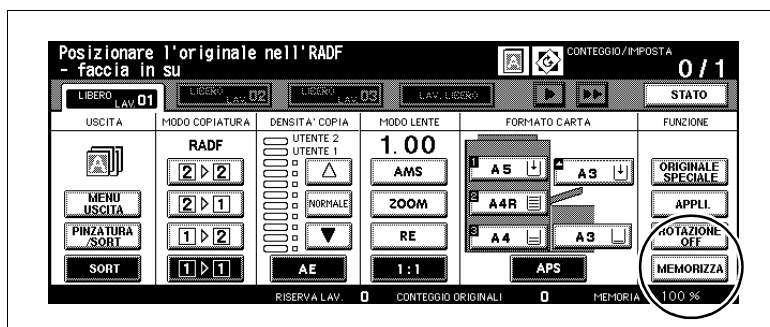 Posizionare l'originale nell'RADF
- faccia in su
CONTEGGIO/IMPOSTA
0/1
LIBERO LAV.01
LIBERO LAV.02
LIBERO LAV.03
LAV.LIBERO
STATO
USCITA
MODO COPIATURA
DENSITA' COPIA
MODO LENTE
FORMATO CARTA
FUNZIONE
RADF
UTENTE 2
UTENTE 1
1.00
2 ▷ 2
△
AMS
1 A5
4 A3
ORIGINALE SPECIALE
MENU USCITA
2 ▷ 1
NORMALE
ZOOM
2 A4R
APPLI.
PINZATURA /SORT
1 ▷ 2
▼
RE
3 A4
A3
ROTAZIONE OFF
SORT
1 ▷ 1
AE
1:1
APS
MEMORIZZA
RISERVA LAV. 0 CONTEGGIO ORIGINALI 0 MEMORIA 100 %